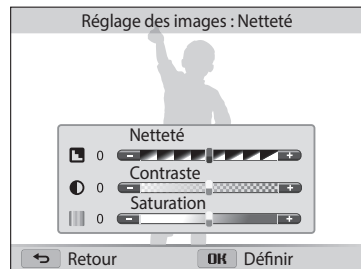 Réglage des images : Netteté
Netteté
0 - +
Contraste
0 - +
Saturation
0 - +
Retour OK Définir